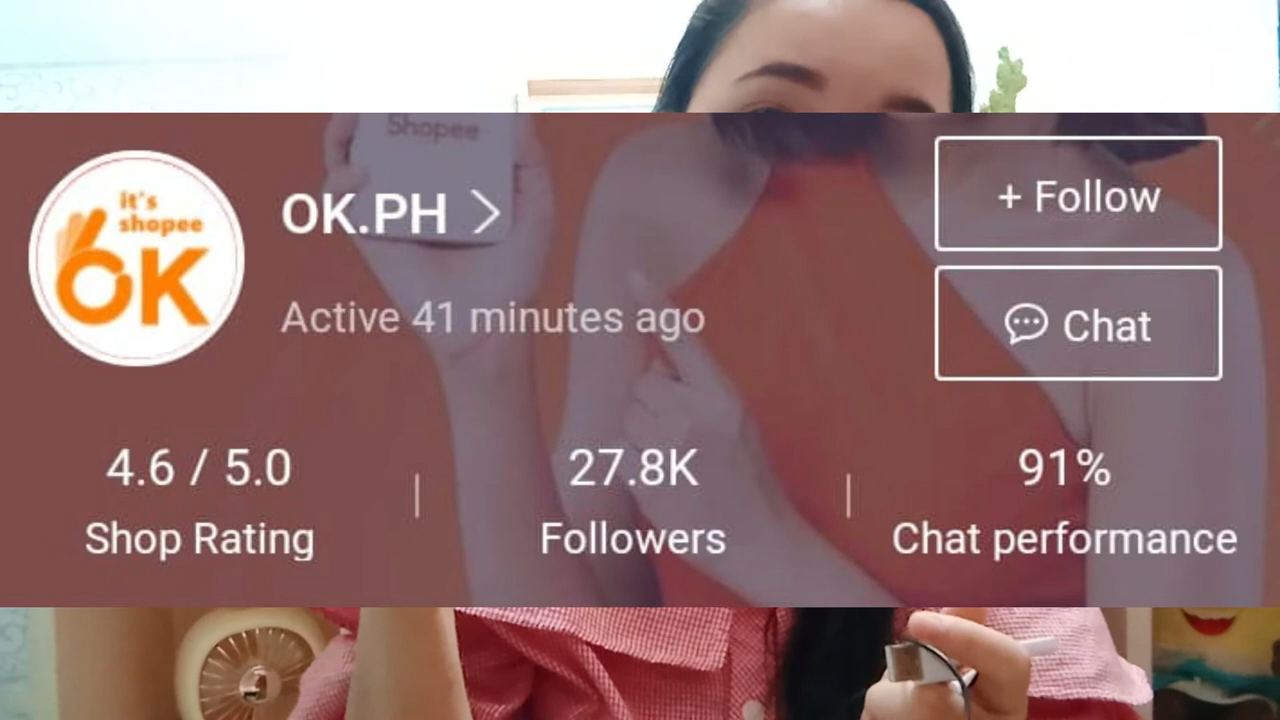 Shopee
it's
shopee
OK
OK.PH
Active 41 minutes ago
+ Follow
Chat
4.6 / 5.0
Shop Rating
27.8K
Followers
91%
Chat performance